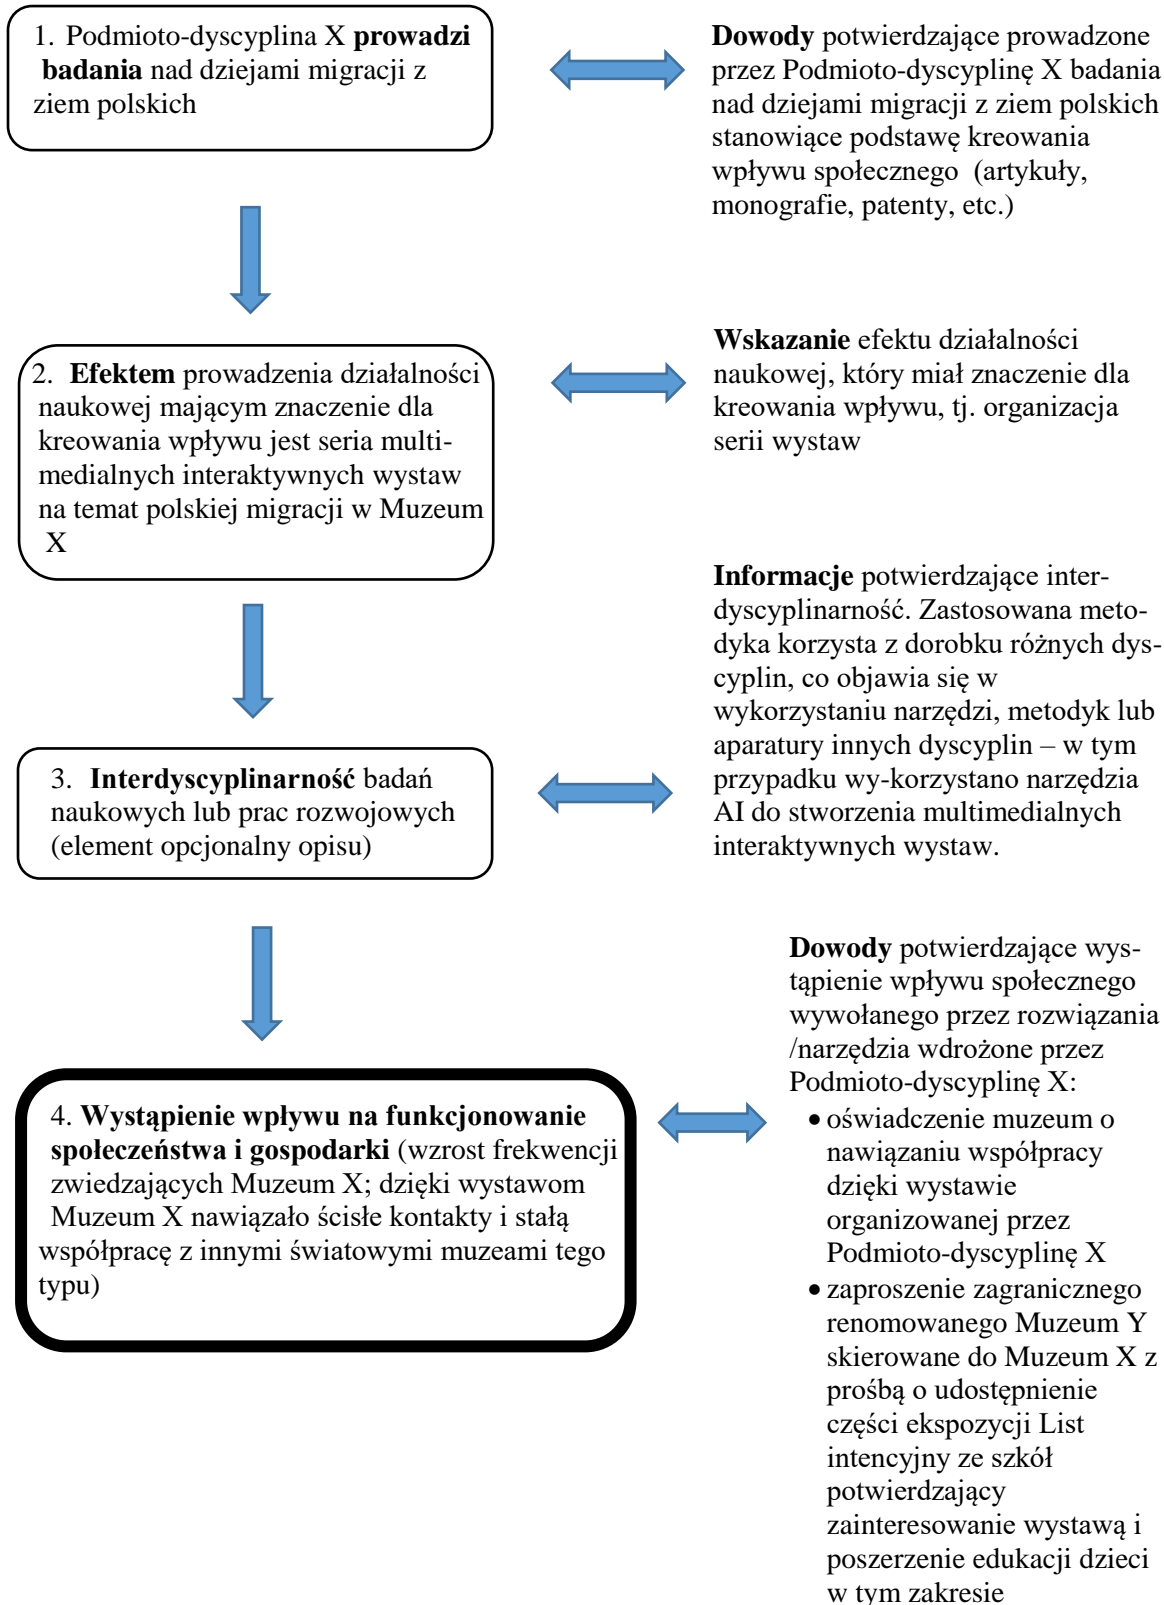 1. Podmioto-dyscyplina X prowadzi
badania nad dziejami migracji z
ziem polskich
Dowody potwierdzające prowadzone
przez Podmioto-dyscyplinę X badania
nad dziejami migracji z ziem polskich
stanowiące podstawę kreowania
wpływu społecznego (artykuły,
monografie, patenty, etc.)
2. Efektem prowadzenia działalności
naukowej mającym znaczenie dla
kreowania wpływu jest seria multi-
medialnych interaktywnych wystaw
na temat polskiej migracji w Muzeum
X
Wskazanie efektu działalności
naukowej, który miał znaczenie dla
kreowania wpływu, tj. organizacja
serii wystaw
3. Interdyscyplinarność badań
naukowych lub prac rozwojowych
(element opcjonalny opisu)
Informacje potwierdzające inter-
dyscyplinarność. Zastosowana meto-
dyka korzysta z dorobku różnych dys-
cyplin, co objawia się w
wykorzystaniu narzędzi, metodyk lub
aparatury innych dyscyplin – w tym
przypadku wy-korzystano narzędzia
AI do stworzenia multimedialnych
interaktywnych wystaw.
4. Wystąpienie wpływu na funkcjonowanie
społeczeństwa i gospodarki (wzrost frekwencji
zwiedzających Muzeum X; dzięki wystawom
Muzeum X nawiązało ścisłe kontakty i stałą
współpracę z innymi światowymi muzeami tego
typu)
Dowody potwierdzające wys-
tąpienie wpływu społecznego
wywołanego przez rozwiązania
/narzędzia wdrożone przez
Podmioto-dyscyplinę X:
• oświadczenie muzeum o
nawiązaniu współpracy
dzięki wystawie
organizowanej przez
Podmioto-dyscyplinę X
• zaproszenie zagranicznego
renomowanego Muzeum Y
skierowane do Muzeum X z
prośbą o udostępnienie
części ekspozycji List
intencyjny ze szkół
potwierdzający
zainteresowanie wystawą i
poszerzenie edukacji dzieci
w tym zakresie